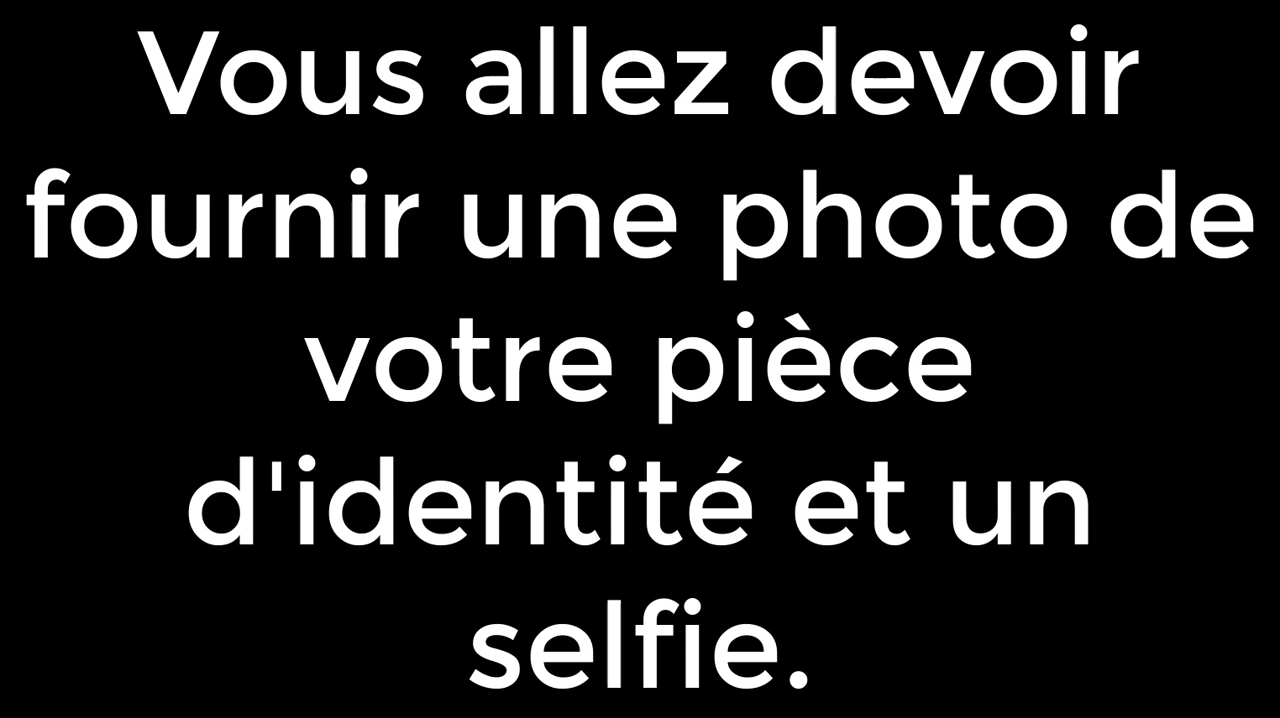 Vous allez devoir
fournir une photo de
votre pièce
d'identité et un
selfie.